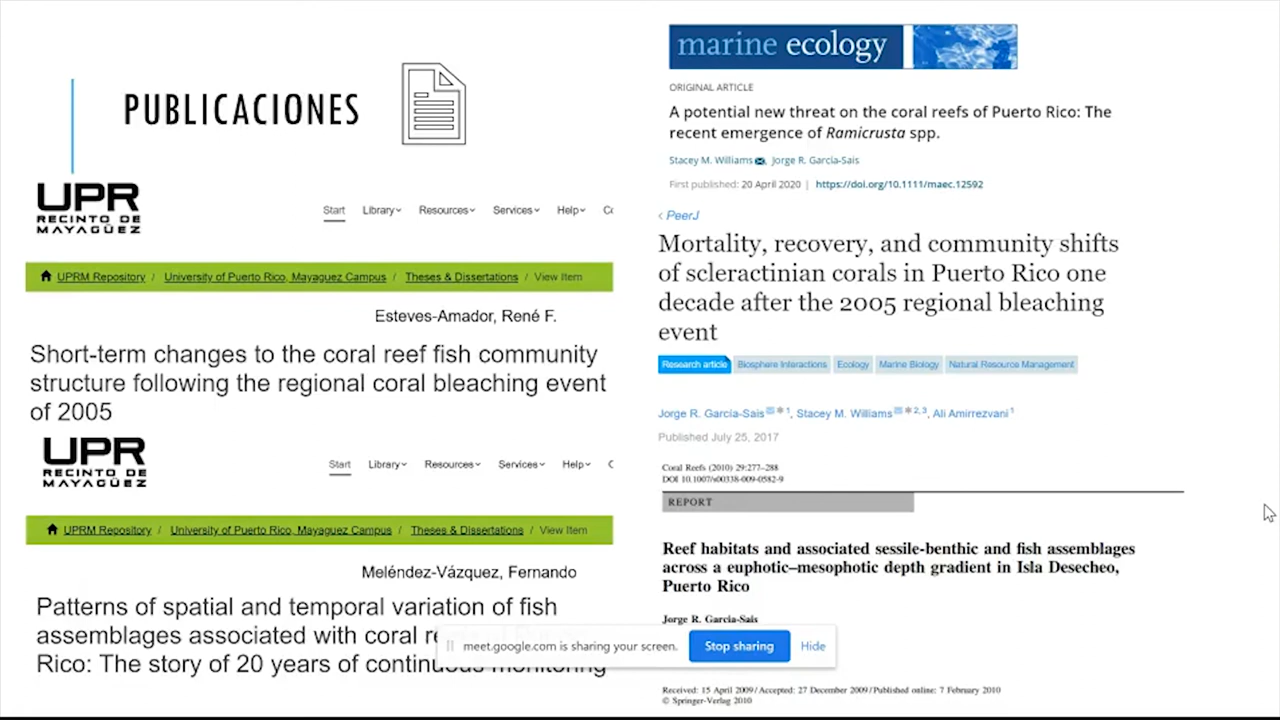 PUBLICACIONES
UPR
RECINTO DE
MAYAGÜEZ
Start Library Resources Services Help
UPRM Repository / University of Puerto Rico, Mayaguez Campus / Theses & Dissertations / View Item
Esteves-Amador, René F.
Short-term changes to the coral reef fish community
structure following the regional coral bleaching event
of 2005
UPR
RECINTO DE
MAYAGÜEZ
Start Library Resources Services Help
UPRM Repository / University of Puerto Rico, Mayaguez Campus / Theses & Dissertations / View Item
Meléndez-Vázquez, Fernando
Patterns of spatial and temporal variation of fish
assemblages associated with coral
Rico: The story of 20 years of continuous monitoring
marine ecology
ORIGINAL ARTICLE
A potential new threat on the coral reefs of Puerto Rico: The
recent emergence of Ramicrusta spp.
Stacey M. Williams, Jorge R. García-Sais
First published: 20 April 2020 | https://doi.org/10.1111/maec.12592
< PeerJ
Mortality, recovery, and community shifts
of scleractinian corals in Puerto Rico one
decade after the 2005 regional bleaching
event
Research article Biosphere Interactions Ecology Marine Biology Natural Resource Management
Jorge R. García-Sais * 1, Stacey M. Williams * 2,3, Ali Amirrezvani 1
Published July 25, 2017
Coral Reefs (2010) 29:277–288
DOI 10.1007/s00338-009-0582-9
REPORT
Reef habitats and associated sessile-benthic and fish assemblages
across a euphotic–mesophotic depth gradient in Isla Desecheo,
Puerto Rico
Jorge R. García-Sais
meet.google.com is sharing your screen. Stop sharing Hide
Received: 15 April 2009 / Accepted: 27 December 2009 / Published online: 7 February 2010
© Springer-Verlag 2010